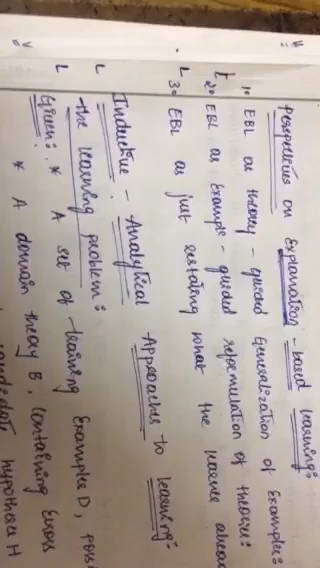 Perspectives on Explanation-based learning:
1. EBL as theory-guided Generalization of Examples:
2. EBL as Example-guided reformulation of theories:
3. EBL as just restating what the learner alread
Inductive-Analytical Approaches to learning:
the learning problem:
Given: * A set of training Examples D, poss
* A domain theory B, containing Errors
hypotheses H